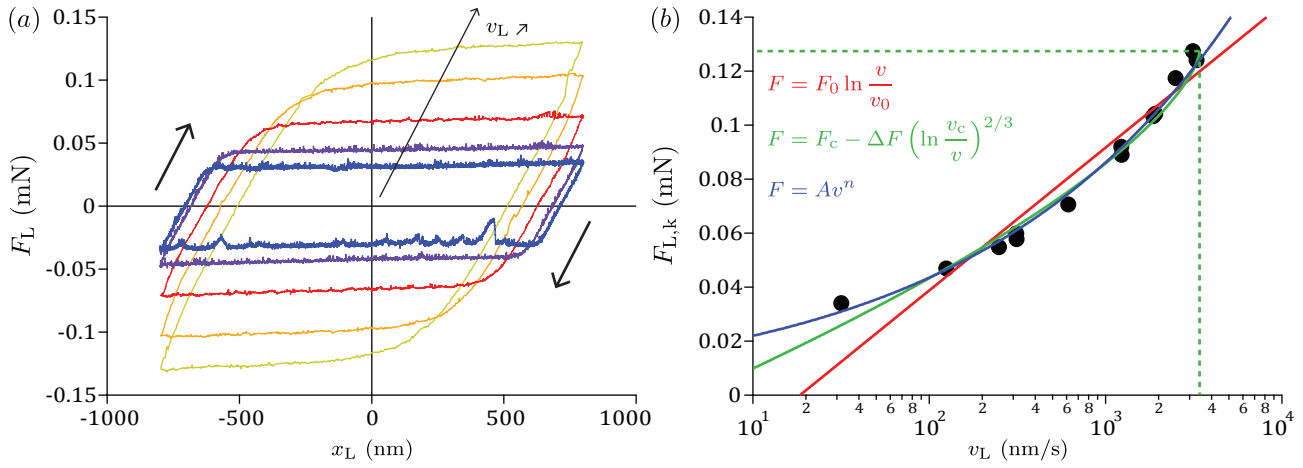 (a)
v_L ↗
0.15
0.1
0.05
0
-0.05
-0.1
-0.15
F_L (mN)
-1000 -500 0 500 1000
x_L (nm)
(b)
0.14
0.12
0.1
0.08
0.06
0.04
0.02
0
F_{L,k} (mN)
F = F_0 ln v/v_0
F = F_c − ΔF (ln v_c/v)^{2/3}
F = Av^n
10^1 2 4 6 8 10^2 2 4 6 8 10^3 2 4 6 8 10^4
v_L (nm/s)